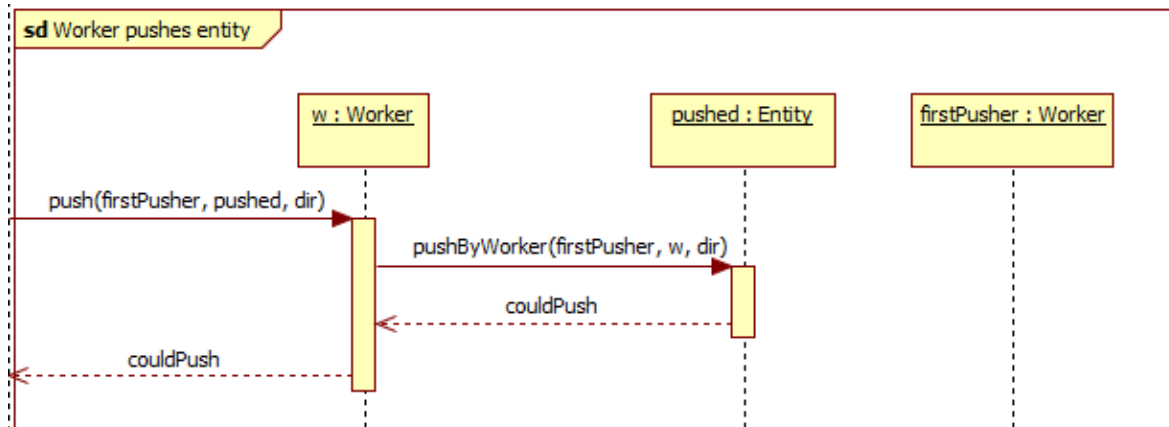 sd Worker pushes entity
w : Worker
pushed : Entity
firstPusher : Worker
push(firstPusher, pushed, dir)
pushByWorker(firstPusher, w, dir)
couldPush
couldPush